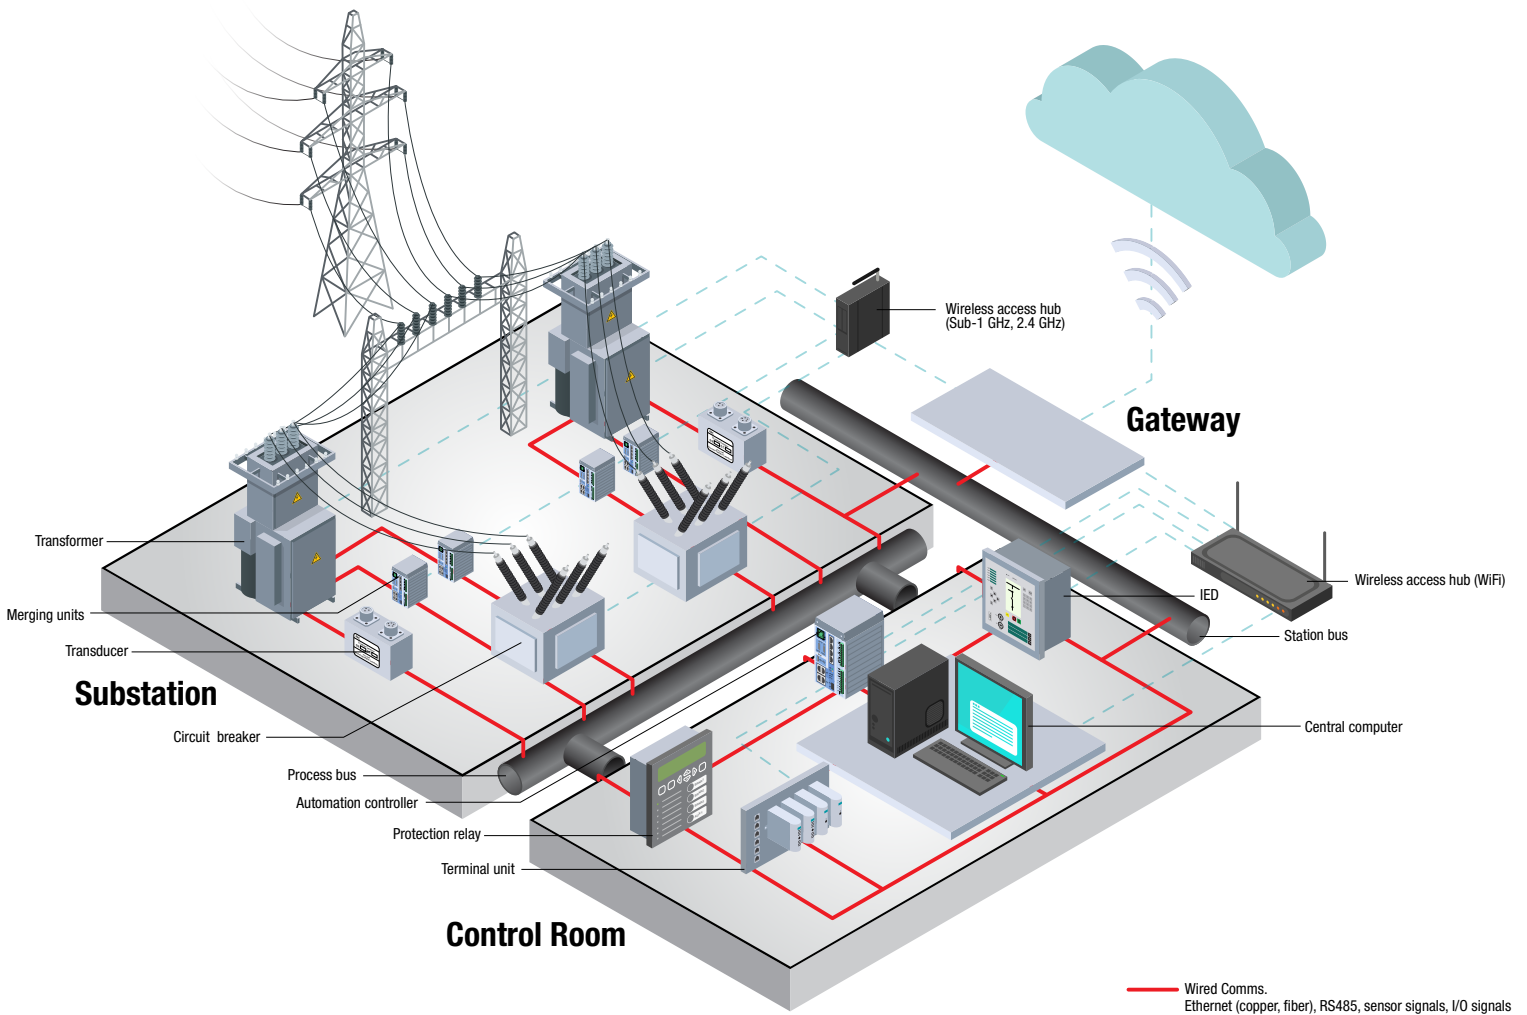 Wireless access hub
(Sub-1 GHz, 2.4 GHz)
Gateway
Transformer
Wireless access hub (WiFi)
IED
Merging units
Station bus
Transducer
Substation
Central computer
Circuit breaker
Process bus
Automation controller
Protection relay
Terminal unit
Control Room
Wired Comms.
Ethernet (copper, fiber), RS485, sensor signals, I/O signals